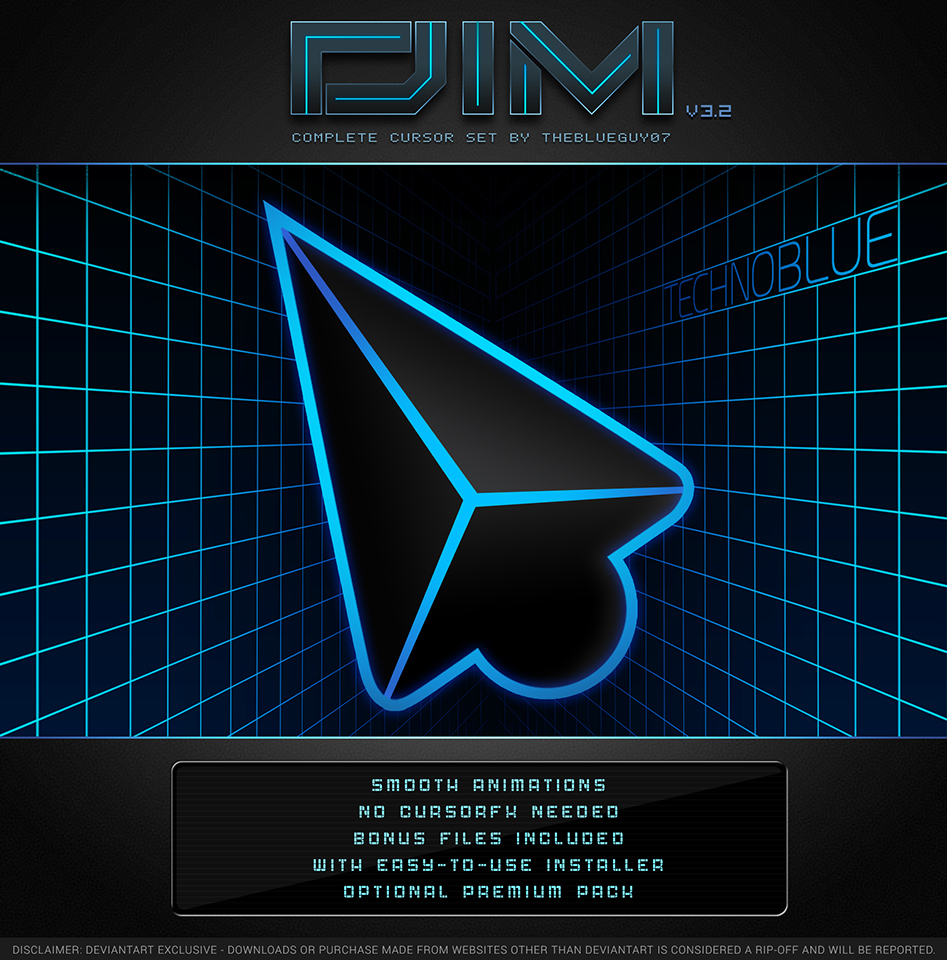 DIM
V3.2
COMPLETE CURSOR SET BY THEBLUEGUY07
TECHNOBLUE
SMOOTH ANIMATIONS
NO CURSORFX NEEDED
BONUS FILES INCLUDED
WITH EASY-TO-USE INSTALLER
OPTIONAL PREMIUM PACK
DISCLAIMER: DEVIANTART EXCLUSIVE - DOWNLOADS OR PURCHASE MADE FROM WEBSITES OTHER THAN DEVIANTART IS CONSIDERED A RIP-OFF AND WILL BE REPORTED.